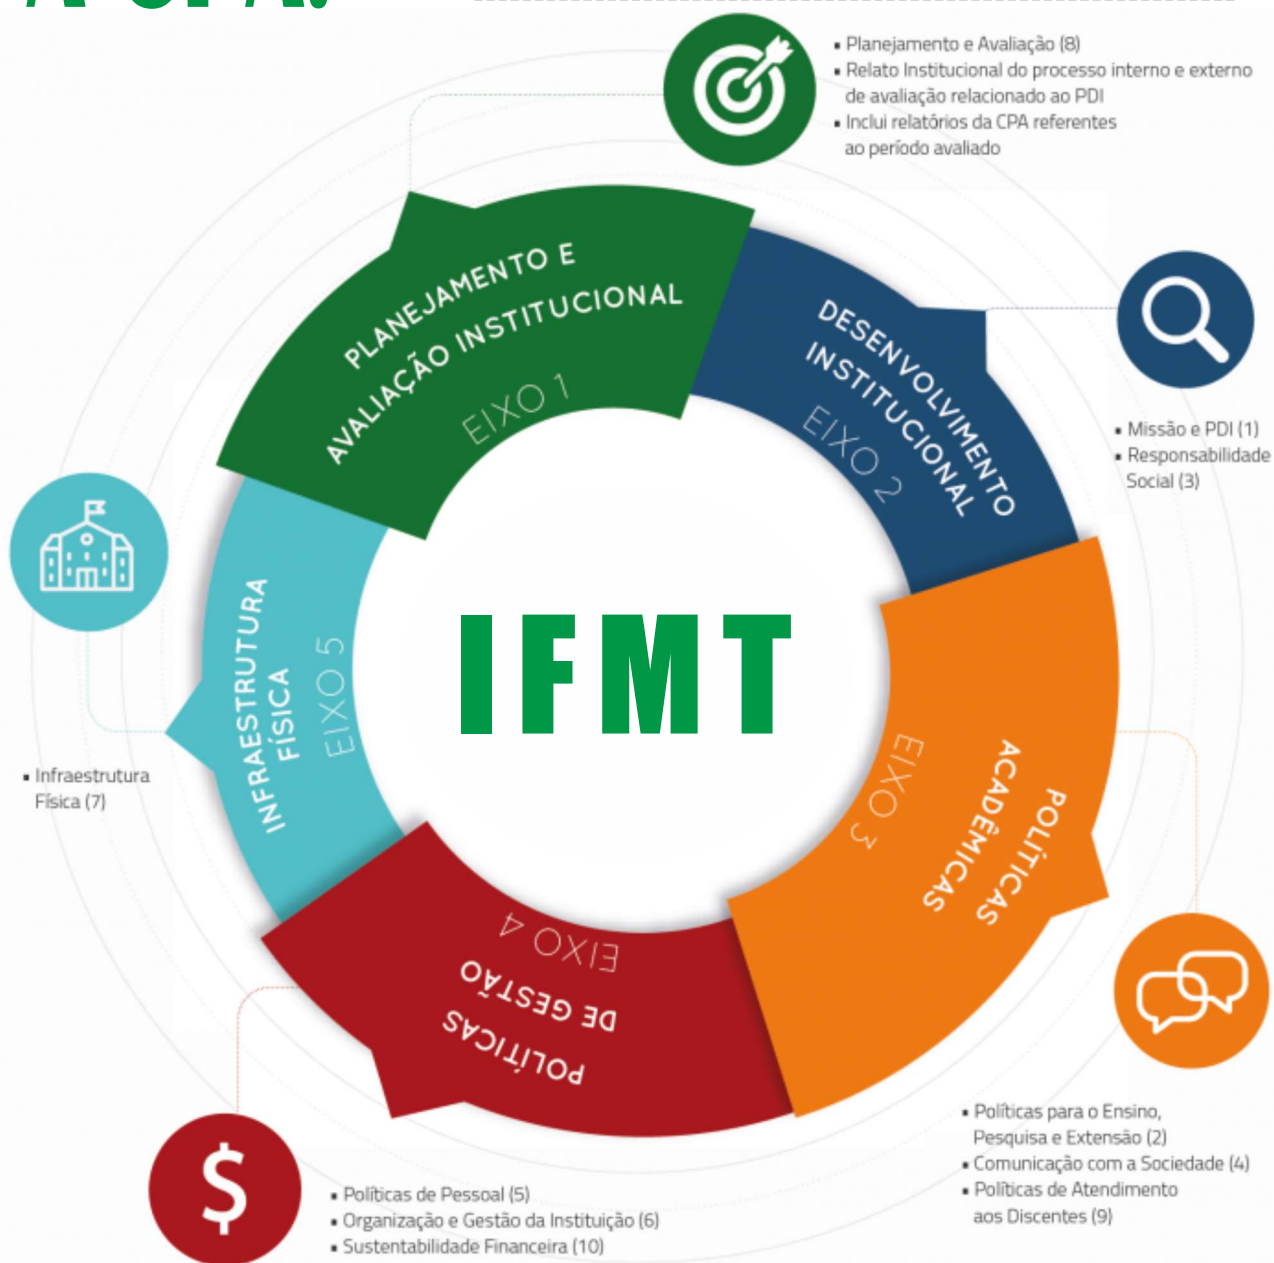 A CPA:
▪ Planejamento e Avaliação (8)
▪ Relato Institucional do processo interno e externo
de avaliação relacionado ao PDI
▪ Inclui relatórios da CPA referentes
ao período avaliado
PLANEJAMENTO E
AVALIAÇÃO INSTITUCIONAL
EIXO 1
DESENVOLVIMENTO
INSTITUCIONAL
EIXO 2
▪ Missão e PDI (1)
▪ Responsabilidade
Social (3)
IFMT
INFRAESTRUTURA
FÍSICA
EIXO 5
▪ Infraestrutura
Física (7)
POLÍTICAS
ACADÊMICAS
EIXO 3
EIXO 4
POLÍTICAS
DE GESTÃO
▪ Políticas para o Ensino,
Pesquisa e Extensão (2)
▪ Comunicação com a Sociedade (4)
▪ Políticas de Atendimento
aos Discentes (9)
$
▪ Políticas de Pessoal (5)
▪ Organização e Gestão da Instituição (6)
▪ Sustentabilidade Financeira (10)